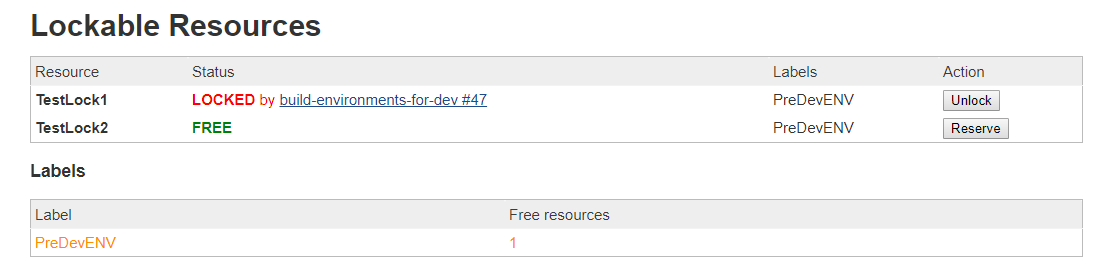 Lockable Resources
Resource Status Labels Action
TestLock1 LOCKED by build-environments-for-dev #47 PreDevENV Unlock
TestLock2 FREE PreDevENV Reserve
Labels
Label Free resources
PreDevENV 1